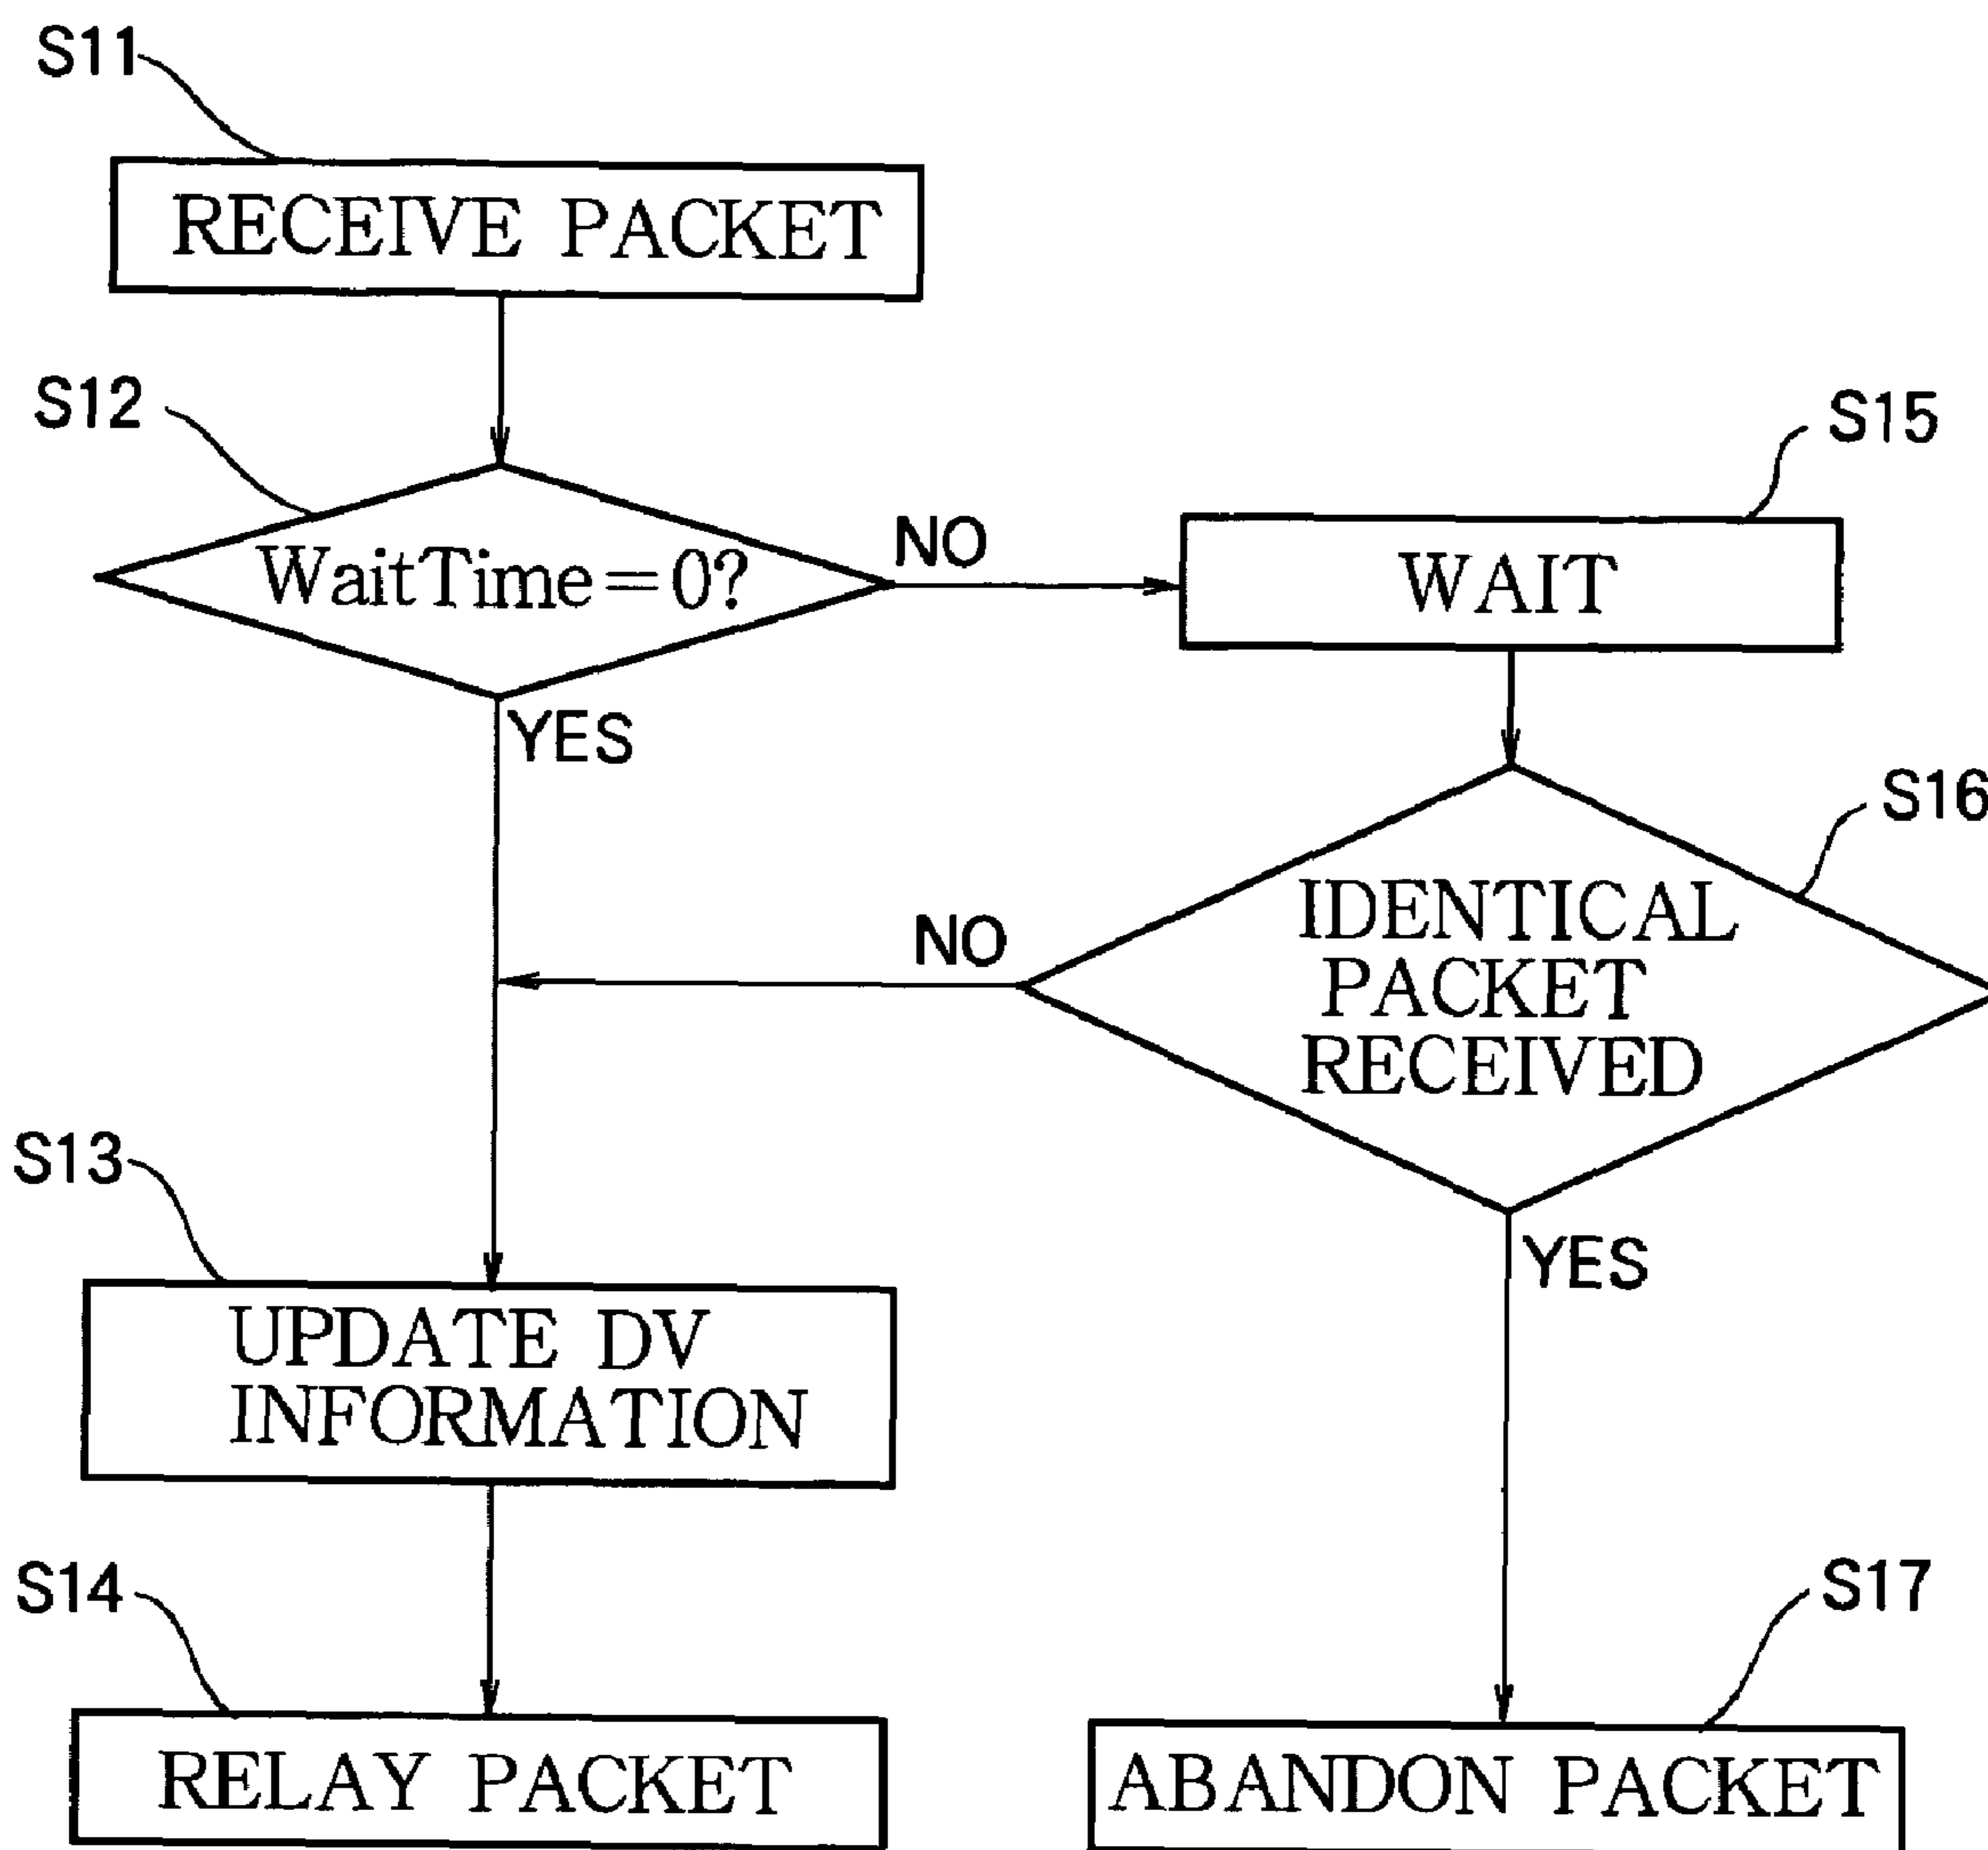 S11
RECEIVE PACKET
S12
WaitTime=0?
NO
YES
S15
WAIT
S16
IDENTICAL
PACKET
RECEIVED
NO
YES
S13
UPDATE DV
INFORMATION
S14
RELAY PACKET
S17
ABANDON PACKET